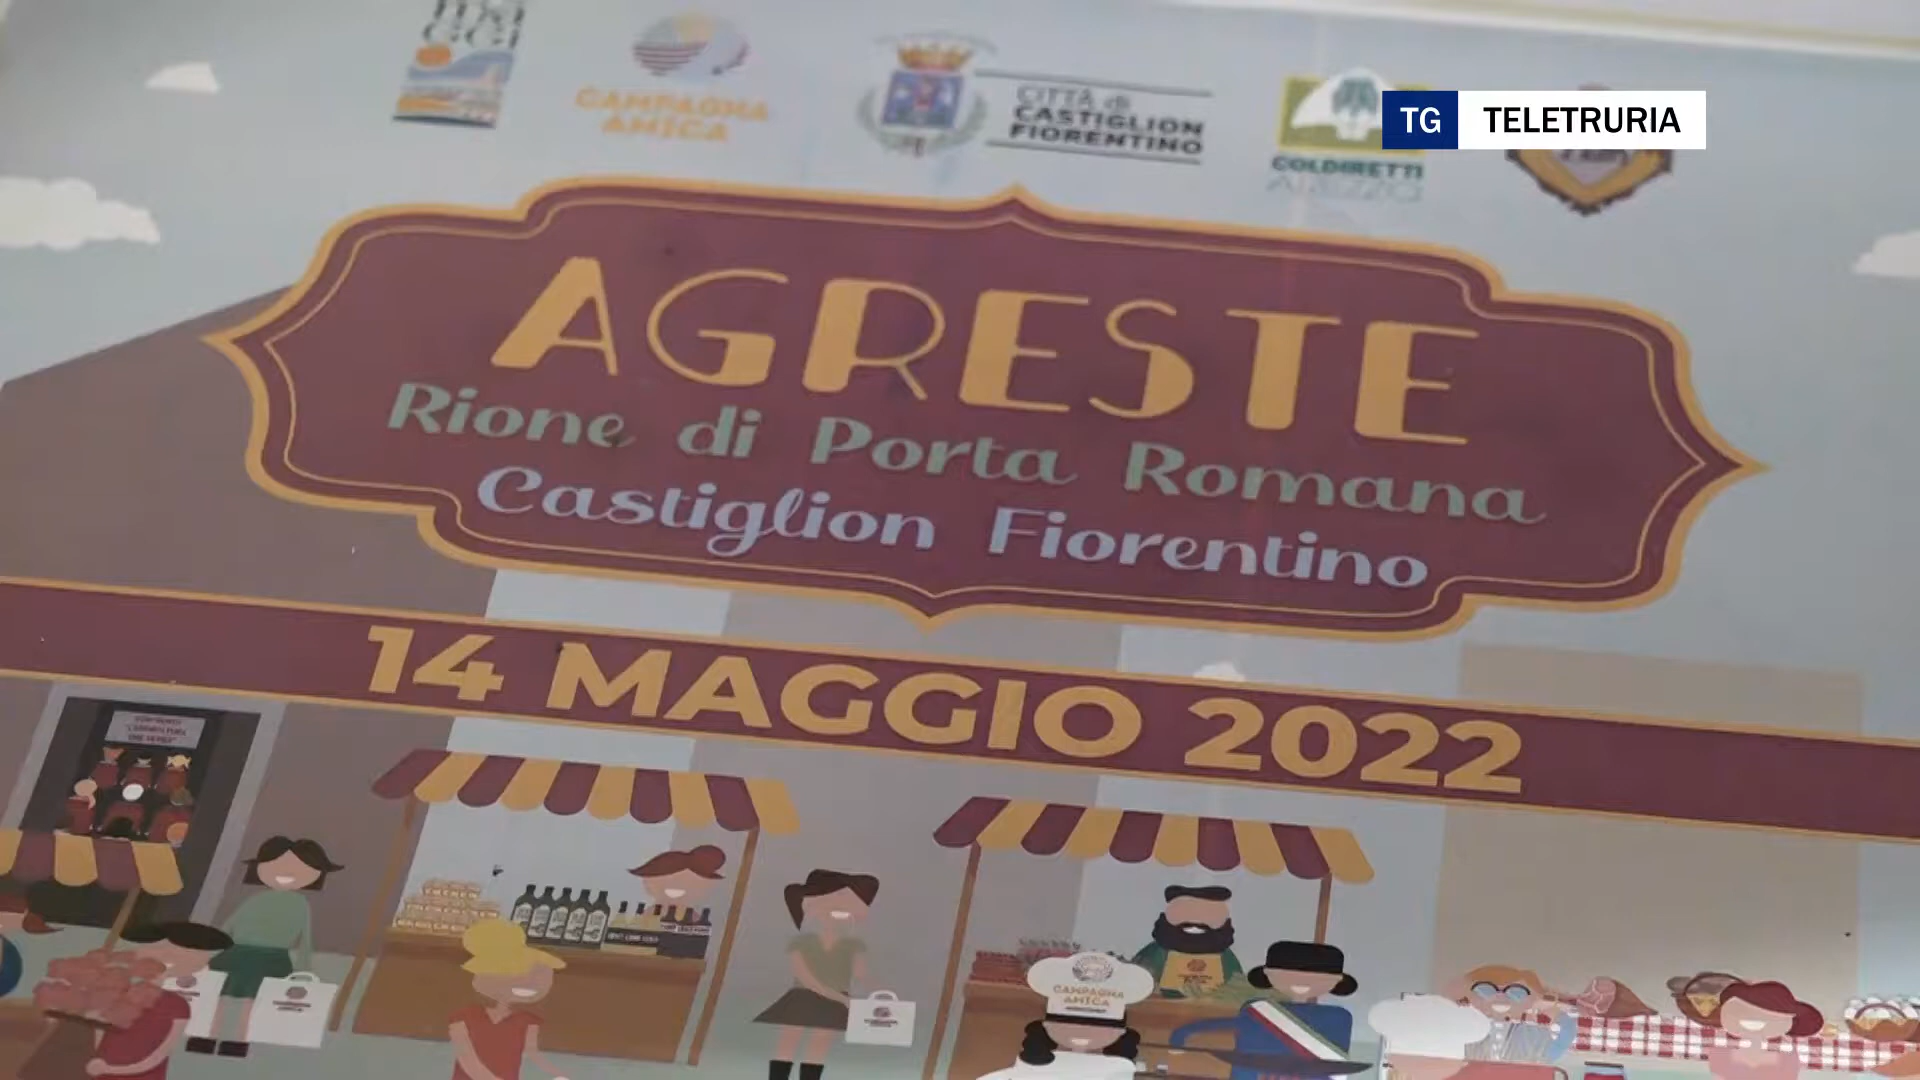 MAGGI
CAMPAGNA
AMICA
CITTÀ di
CASTIGLION
FIORENTINO
COLDIRETTI
AREZZO
TG TELETRURIA
AGRESTE
Rione di Porta Romana
Castiglion Fiorentino
14 MAGGIO 2022
CAMPAGNA
AMICA